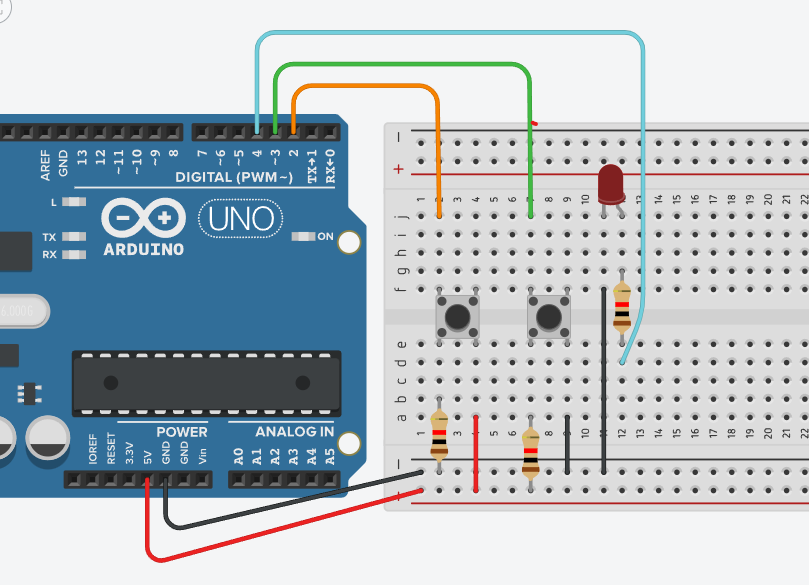 1 2 3 4 5 6 7 8 9 10 11 12 13 14 15 16 17 18 19 20 21 22
j
i
h
g
f
AREF
GND
13
12
~11
~10
~9
8
7
~6
~5
4
~3
2
TX→1
RX←0
DIGITAL (PWM ~)
L
TX
RX
UNO
ON
ARDUINO
e
d
c
b
a
1 3 4 5 6 7 8 9 10 11 12 13 14 15 16 17 18 19 20 21 22
POWER
ANALOG IN
IOREF
RESET
3.3V
5V
GND
GND
Vin
A0
A1
A2
A3
A4
A5